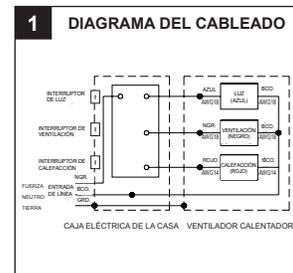 1 DIAGRAMA DEL CABLEADO
INTERRUPTOR
DE LUZ
INTERRUPTOR DE
VENTILACIÓN
INTERRUPTOR DE
CALEFACCIÓN
AZUL
AWG18
LUZ
(AZUL)
BCO.
AWG18
NGR.
AWG18
VENTILACIÓN
(NEGRO)
BCO.
AWG18
ROJO
AWG14
CALEFACCIÓN
(ROJO)
BCO.
AWG14
NGR.
FUERZA
ENTRADA
DE LÍNEA
BCO.
NEUTRO
GRD.
TIERRA
CAJA ELÉCTRICA DE LA CASA
VENTILADOR CALENTADOR